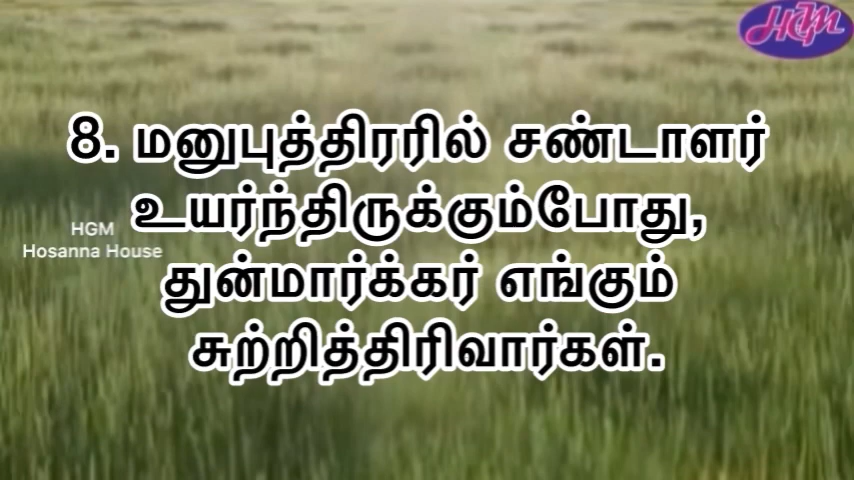 HGM
8. மனுபுத்திரரில் சண்டாளர்
உயர்ந்திருக்கும்போது,
HGM
Hosanna House
துன்மார்க்கர் எங்கும்
சுற்றித்திரிவார்கள்.